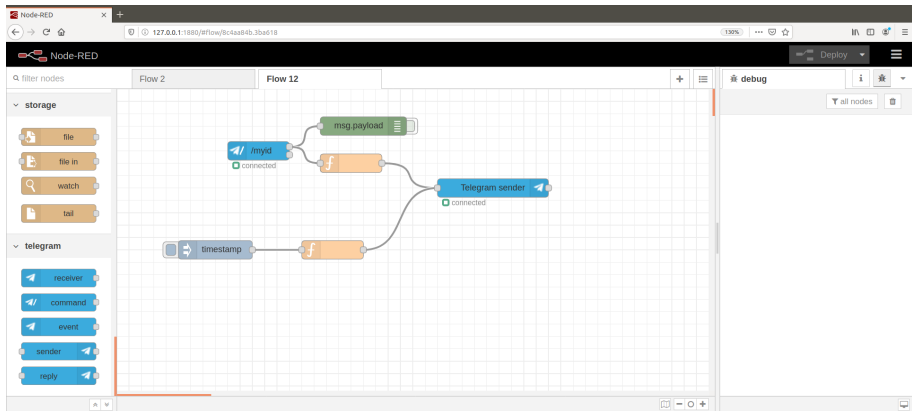 Node-RED
127.0.0.1:1880/#flow/8c4aa84b.3ba618
130%
Node-RED
Deploy
filter nodes
Flow 2
Flow 12
debug
i
all nodes
storage
file
file in
watch
tail
telegram
receiver
command
event
sender
reply
msg.payload
/myid
connected
f
Telegram sender
connected
timestamp
f